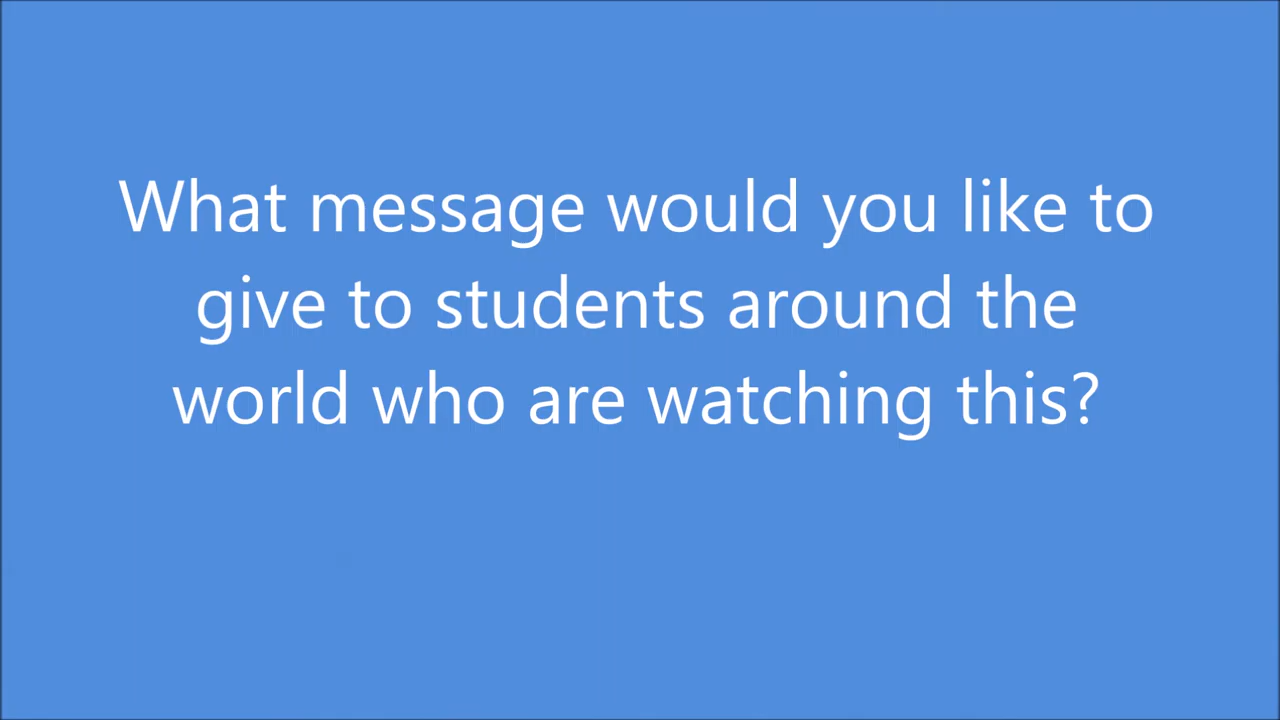 What message would you like to
give to students around the
world who are watching this?